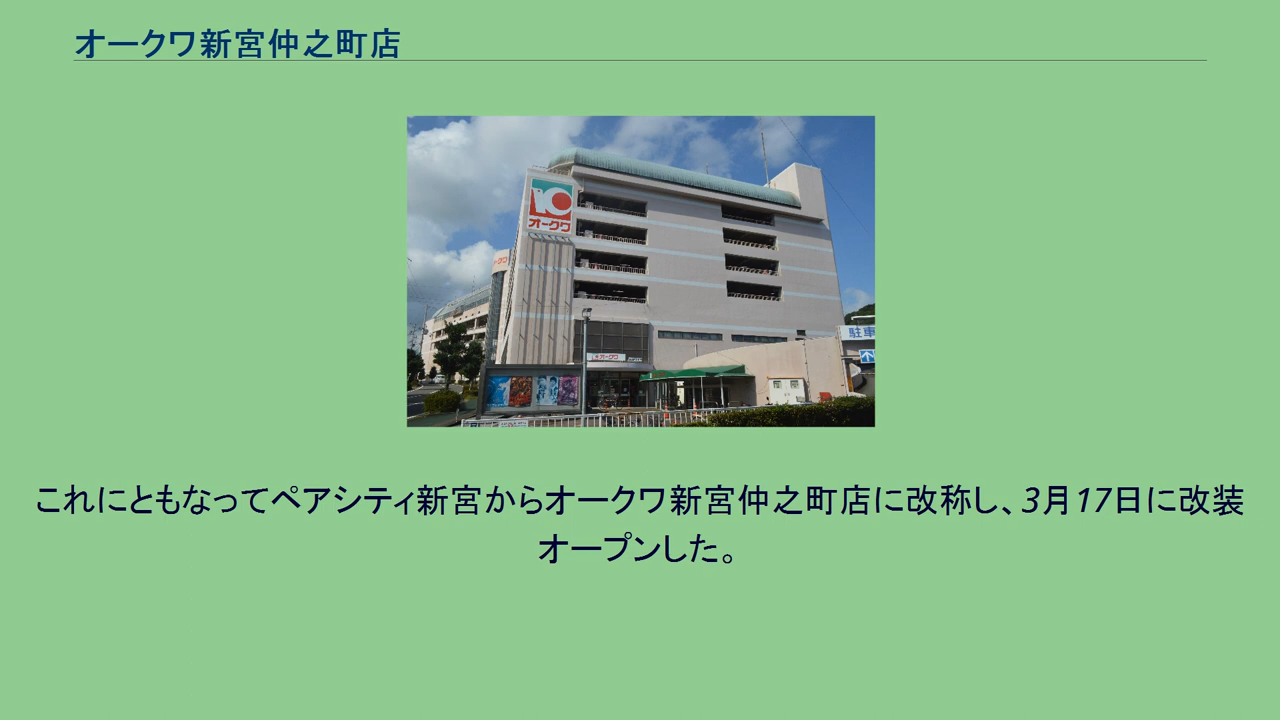 オークワ新宮仲之町店
オークワ
オークワ
駐車
これにともなってペアシティ新宮からオークワ新宮仲之町店に改称し、3月17日に改装
オープンした。